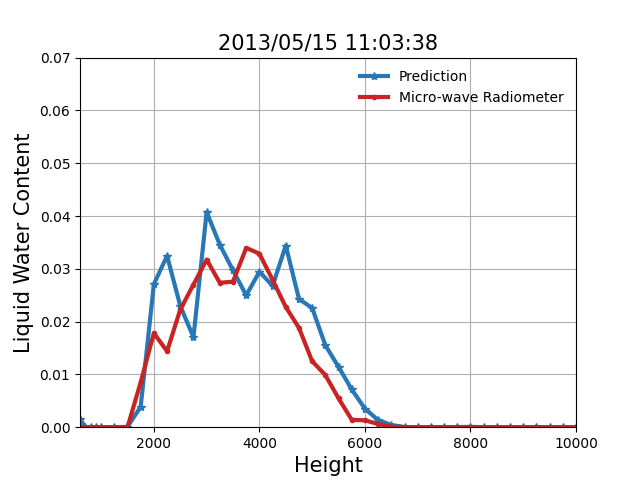 2013/05/15 11:03:38
Prediction
Micro-wave Radiometer
Liquid Water Content
0.07
0.06
0.05
0.04
0.03
0.02
0.01
0.00
2000 4000 6000 8000 10000
Height